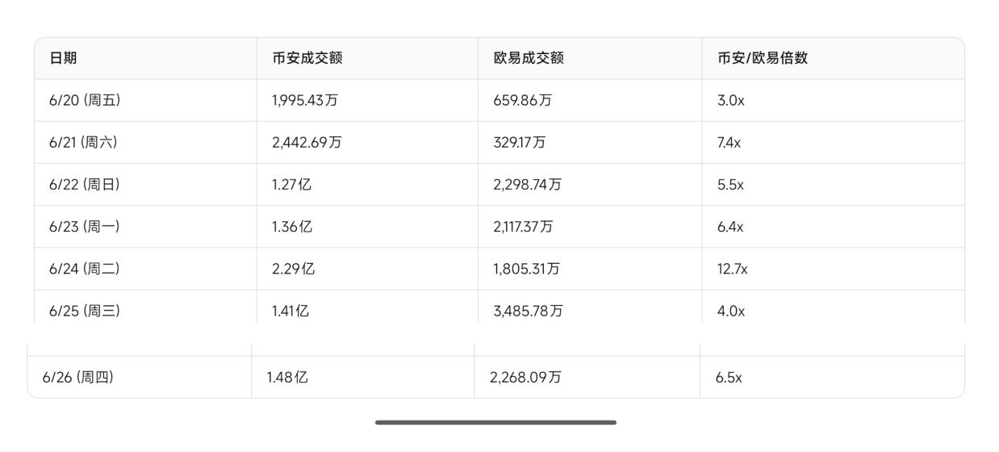 日期 币安成交额 欧易成交额 币安/欧易倍数
6/20 (周五) 1,995.43万 659.86万 3.0x
6/21 (周六) 2,442.69万 329.17万 7.4x
6/22 (周日) 1.27亿 2,298.74万 5.5x
6/23 (周一) 1.36亿 2,117.37万 6.4x
6/24 (周二) 2.29亿 1,805.31万 12.7x
6/25 (周三) 1.41亿 3,485.78万 4.0x
6/26 (周四) 1.48亿 2,268.09万 6.5x